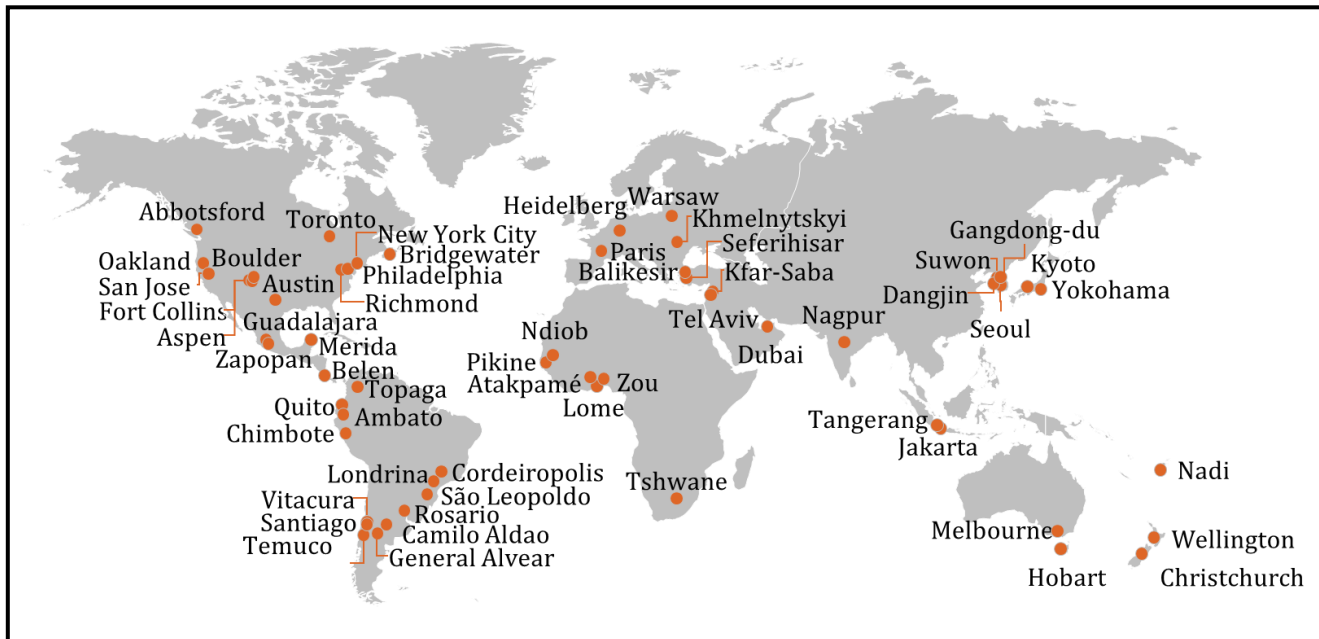 Abbotsford
Toronto
New York City
Bridgewater
Oakland
Boulder
Philadelphia
San Jose
Austin
Richmond
Fort Collins
Aspen
Guadalajara
Zapopan
Merida
Belen
Topaga
Quito
Ambato
Chimbote
Londrina
Cordeiropolis
São Leopoldo
Vitacura
Santiago
Rosario
Temuco
Camilo Aldao
General Alvear
Warsaw
Heidelberg
Khmelnytskyi
Paris
Seferihisar
Balikesir
Kfar-Saba
Tel Aviv
Dubai
Nagpur
Ndiob
Pikine
Atakpamé
Zou
Lome
Tshwane
Gangdong-du
Suwon
Kyoto
Dangjin
Yokohama
Seoul
Tangerang
Jakarta
Nadi
Melbourne
Wellington
Hobart
Christchurch